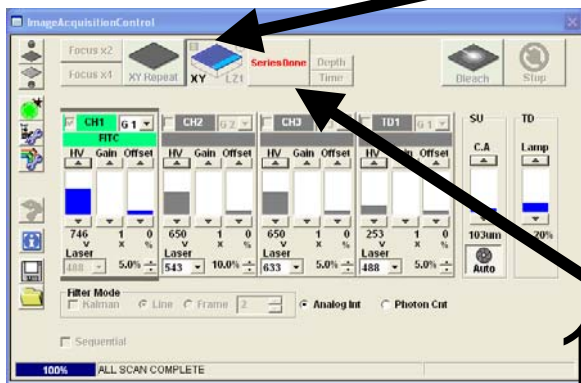 ImageAcquisitionControl
Focus x2
Focus x4
XY Repeat
XY
LZ1
SeriesDone
Depth
Time
Bleach
Stop
CH1 G1
CH2 G2
CH3
TD1 G1
SU
TD
FITC
HV Gain Offset
HV Gain Offset
HV Gain Offset
HV Gain Offset
C.A
Lamp
746 1 0
650 1 0
650 1 0
253 1 0
103um
20%
V X %
V X %
V X %
V X %
Laser
Laser
Laser
Laser
488 5.0%
543 10.0%
633 5.0%
488 5.0%
Auto
Filter Mode
Kalman Line Frame 2 Analog Int Photon Cnt
Sequential
100% ALL SCAN COMPLETE
1